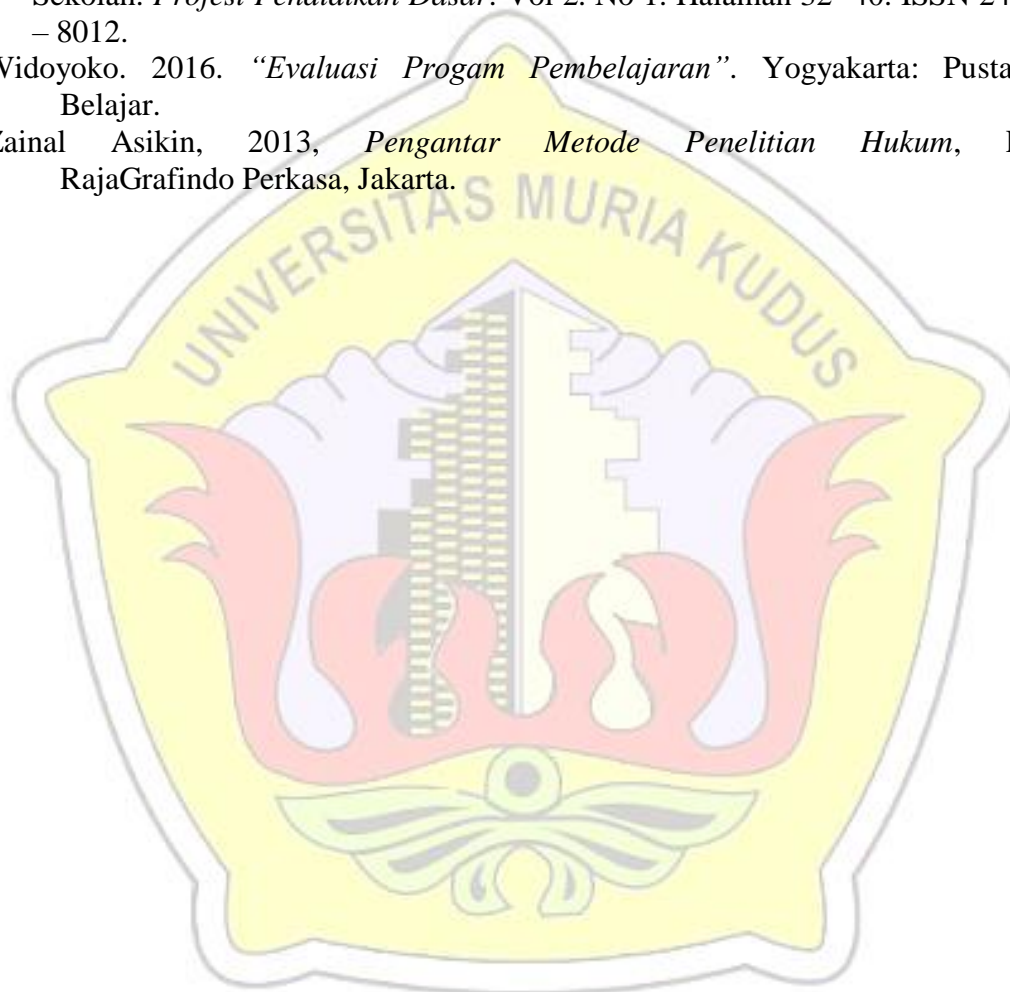 Sekolah. Profesi Pendidikan Dasar. Vol 2. No 1. Halaman 32- 40. ISSN 24
– 8012.
Widoyoko. 2016. “Evaluasi Progam Pembelajaran”. Yogyakarta: Pusta
Belajar.
Zainal Asikin, 2013, Pengantar Metode Penelitian Hukum,
RajaGrafindo Perkasa, Jakarta.
UNIVERSITAS MURIA KUDUS